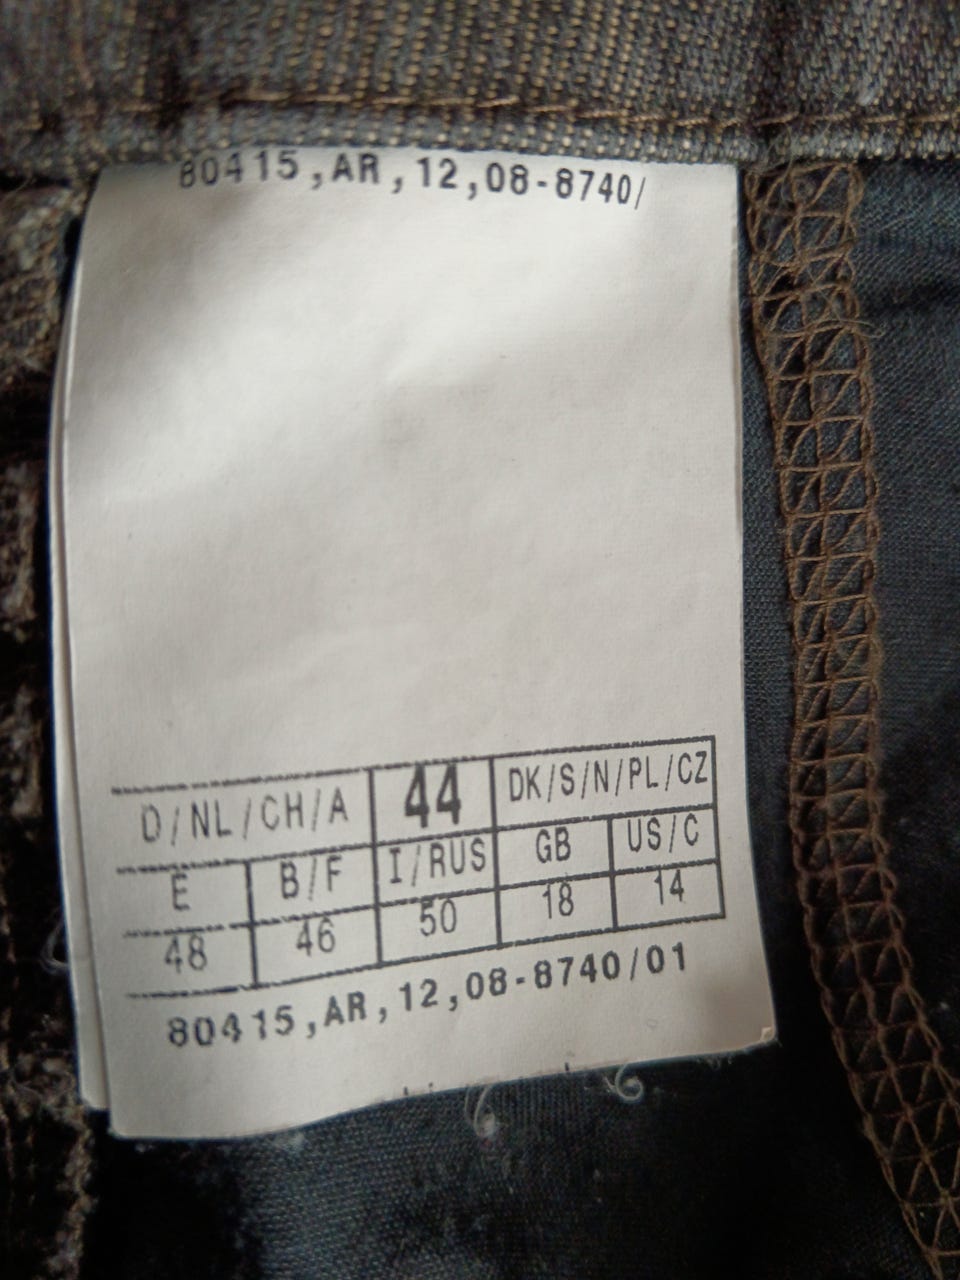 80415,AR,12,08-8740/
D/NL/CH/A 44 DK/S/N/PL/CZ
E B/F I/RUS GB US/C
48 46 50 18 14
80415,AR,12,08-8740/01